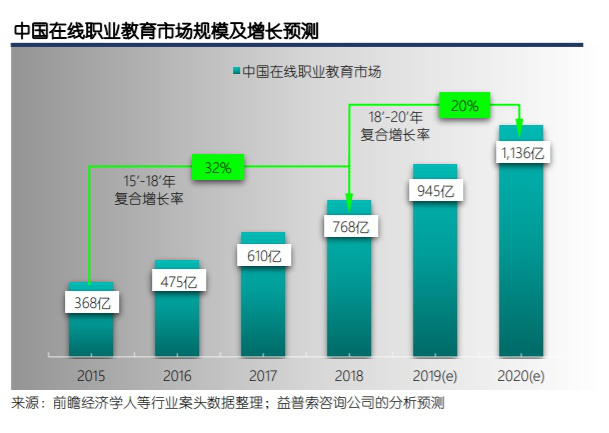 中国在线职业教育市场规模及增长预测
中国在线职业教育市场
18’-20’年
复合增长率
20%
15’-18’年
复合增长率
32%
368亿
475亿
610亿
768亿
945亿
1,136亿
2015
2016
2017
2018
2019(e)
2020(e)
来源：前瞻经济学人等行业案头数据整理；益普索咨询公司的分析预测